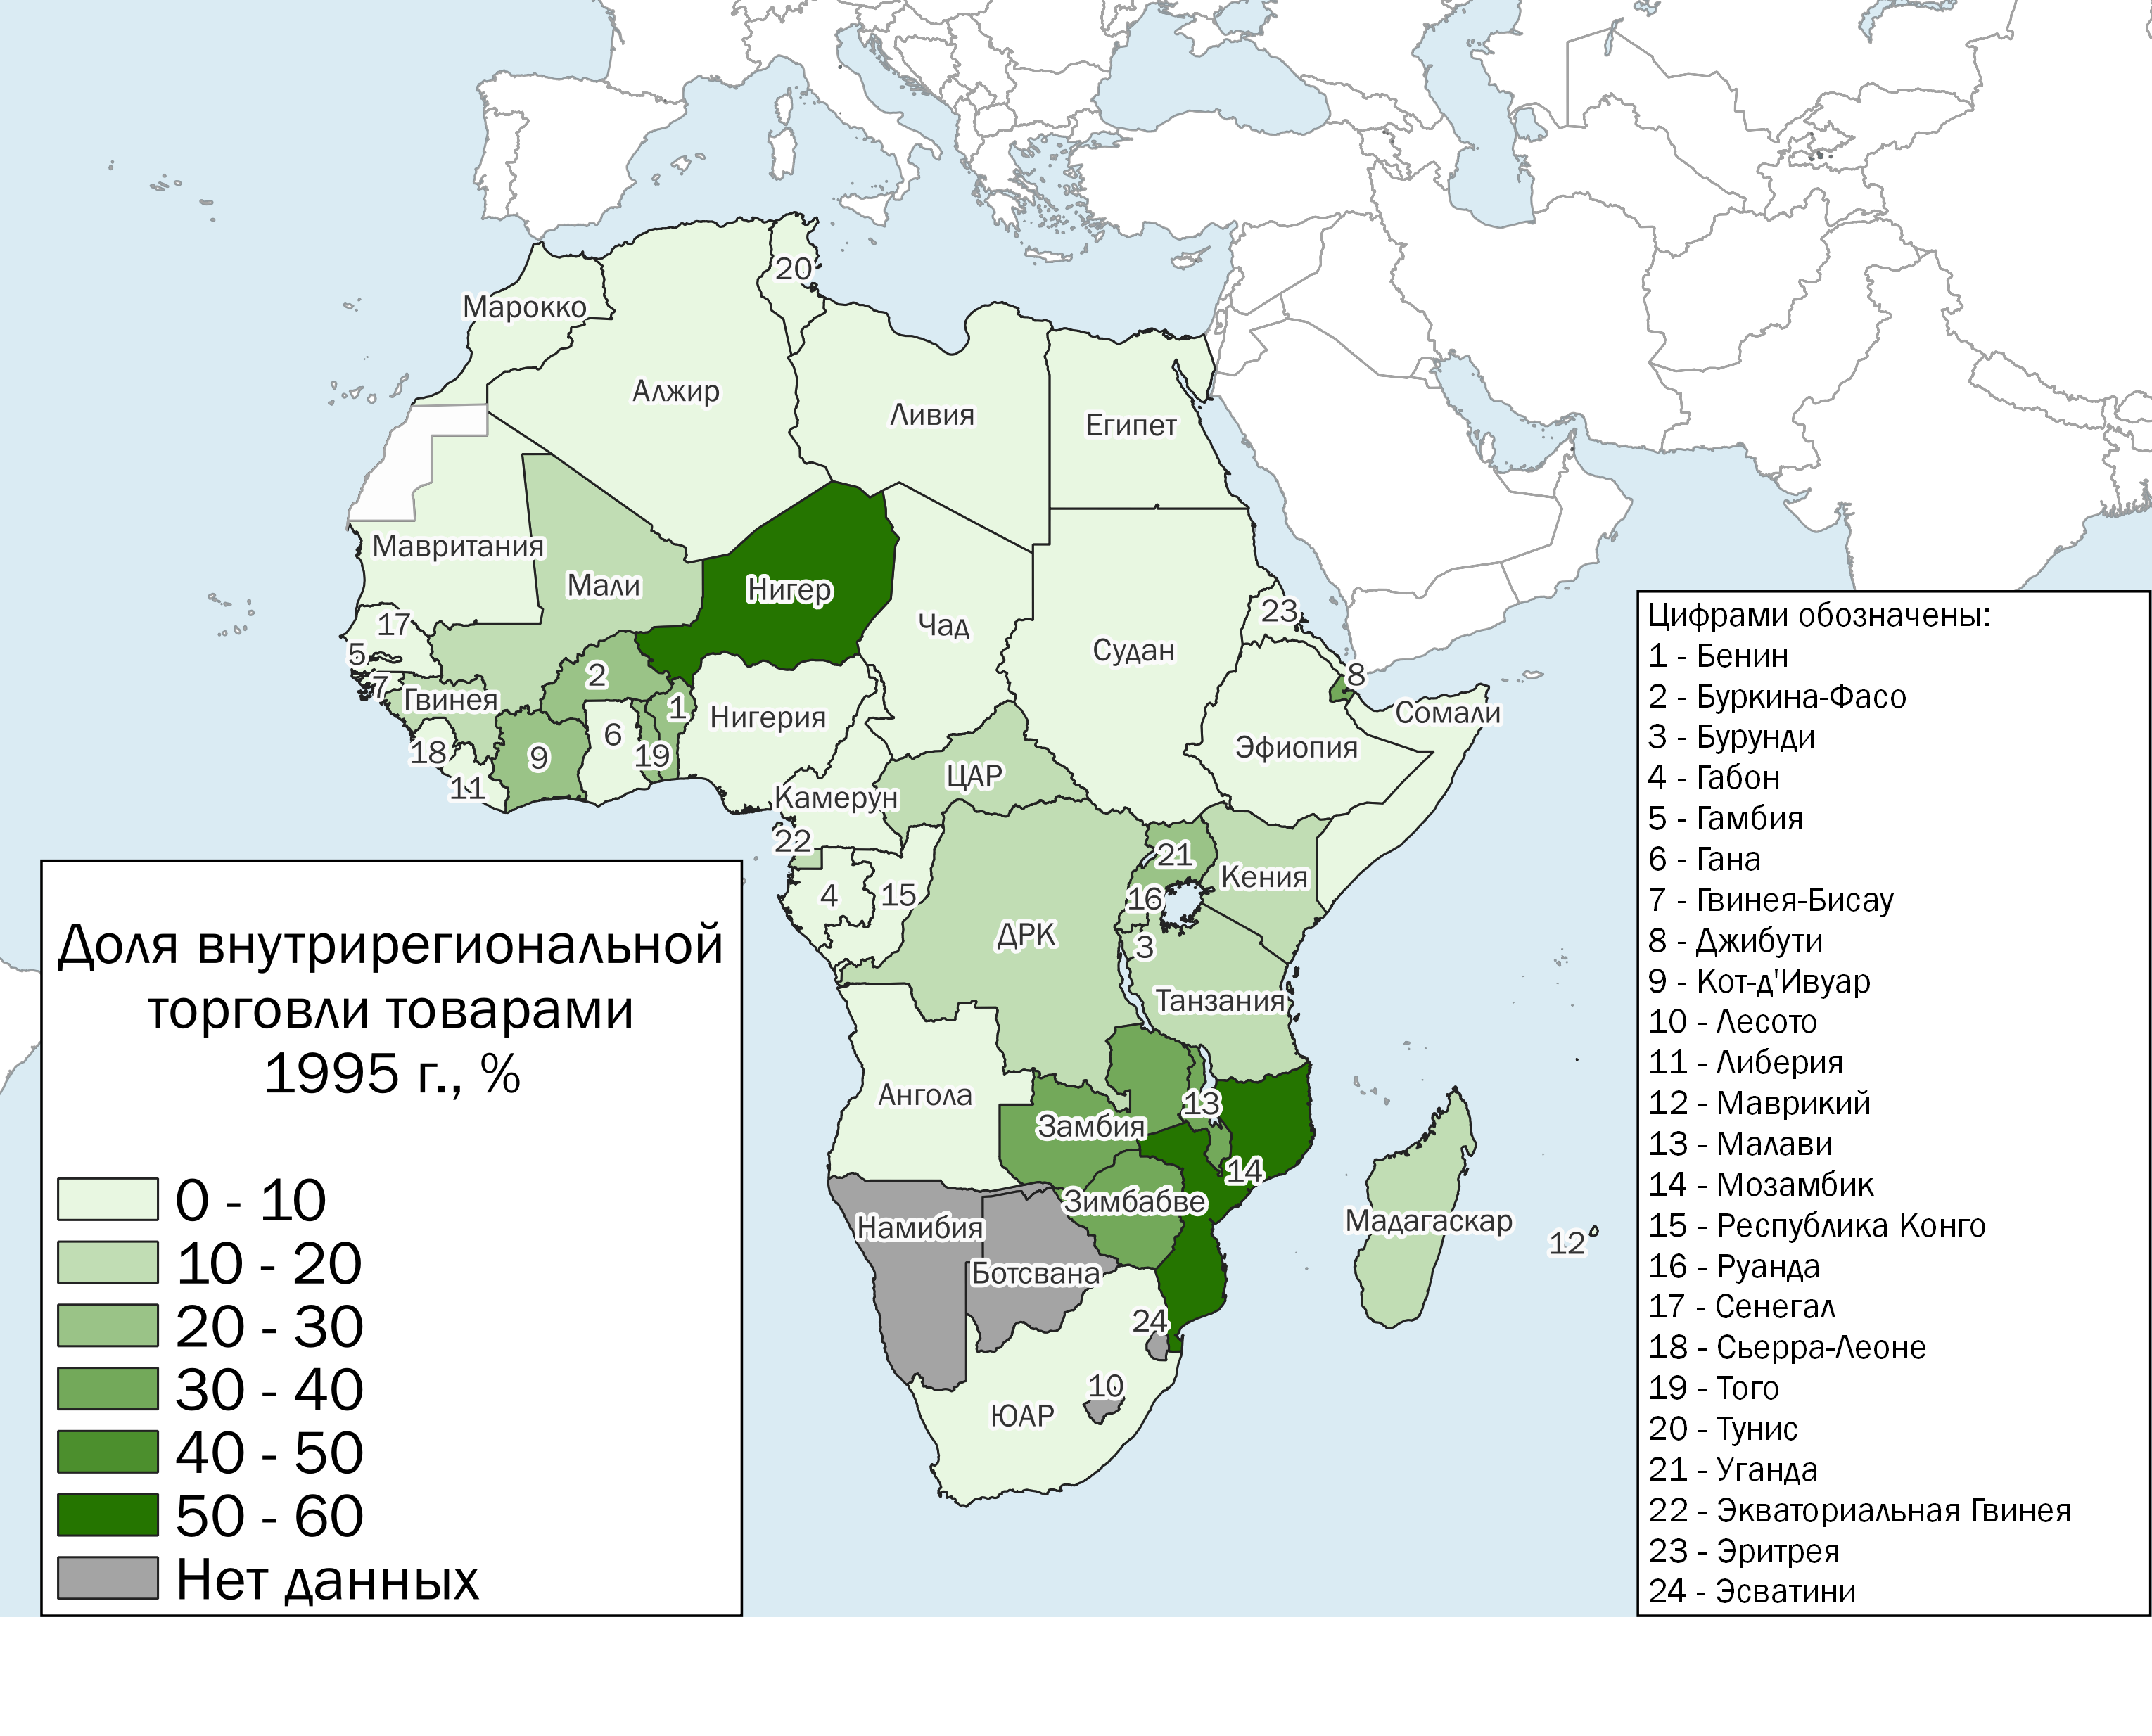 20
Марокко
Алжир
Ливия
Египет
Мавритания
Мали
Нигер
Чад
Судан
17
5
7
Гвинея
18
11
2
1
9
6
19
Нигерия
23
8
Сомали
Эфиопия
ЦАР
Камерун
22
4
15
21
16
3
Кения
ДРК
Танзания
Ангола
13
Замбия
14
Зимбабве
Намибия
Ботсвана
Мадагаскар
12
24
10
ЮАР
Доля внутрирегиональной
торговли товарами
1995 г., %
0 - 10
10 - 20
20 - 30
30 - 40
40 - 50
50 - 60
Нет данных
Цифрами обозначены:
1 - Бенин
2 - Буркина-Фасо
3 - Бурунди
4 - Габон
5 - Гамбия
6 - Гана
7 - Гвинея-Бисау
8 - Джибути
9 - Кот-д'Ивуар
10 - Лесото
11 - Либерия
12 - Маврикий
13 - Малави
14 - Мозамбик
15 - Республика Конго
16 - Руанда
17 - Сенегал
18 - Сьерра-Леоне
19 - Того
20 - Тунис
21 - Уганда
22 - Экваториальная Гвинея
23 - Эритрея
24 - Эсватини